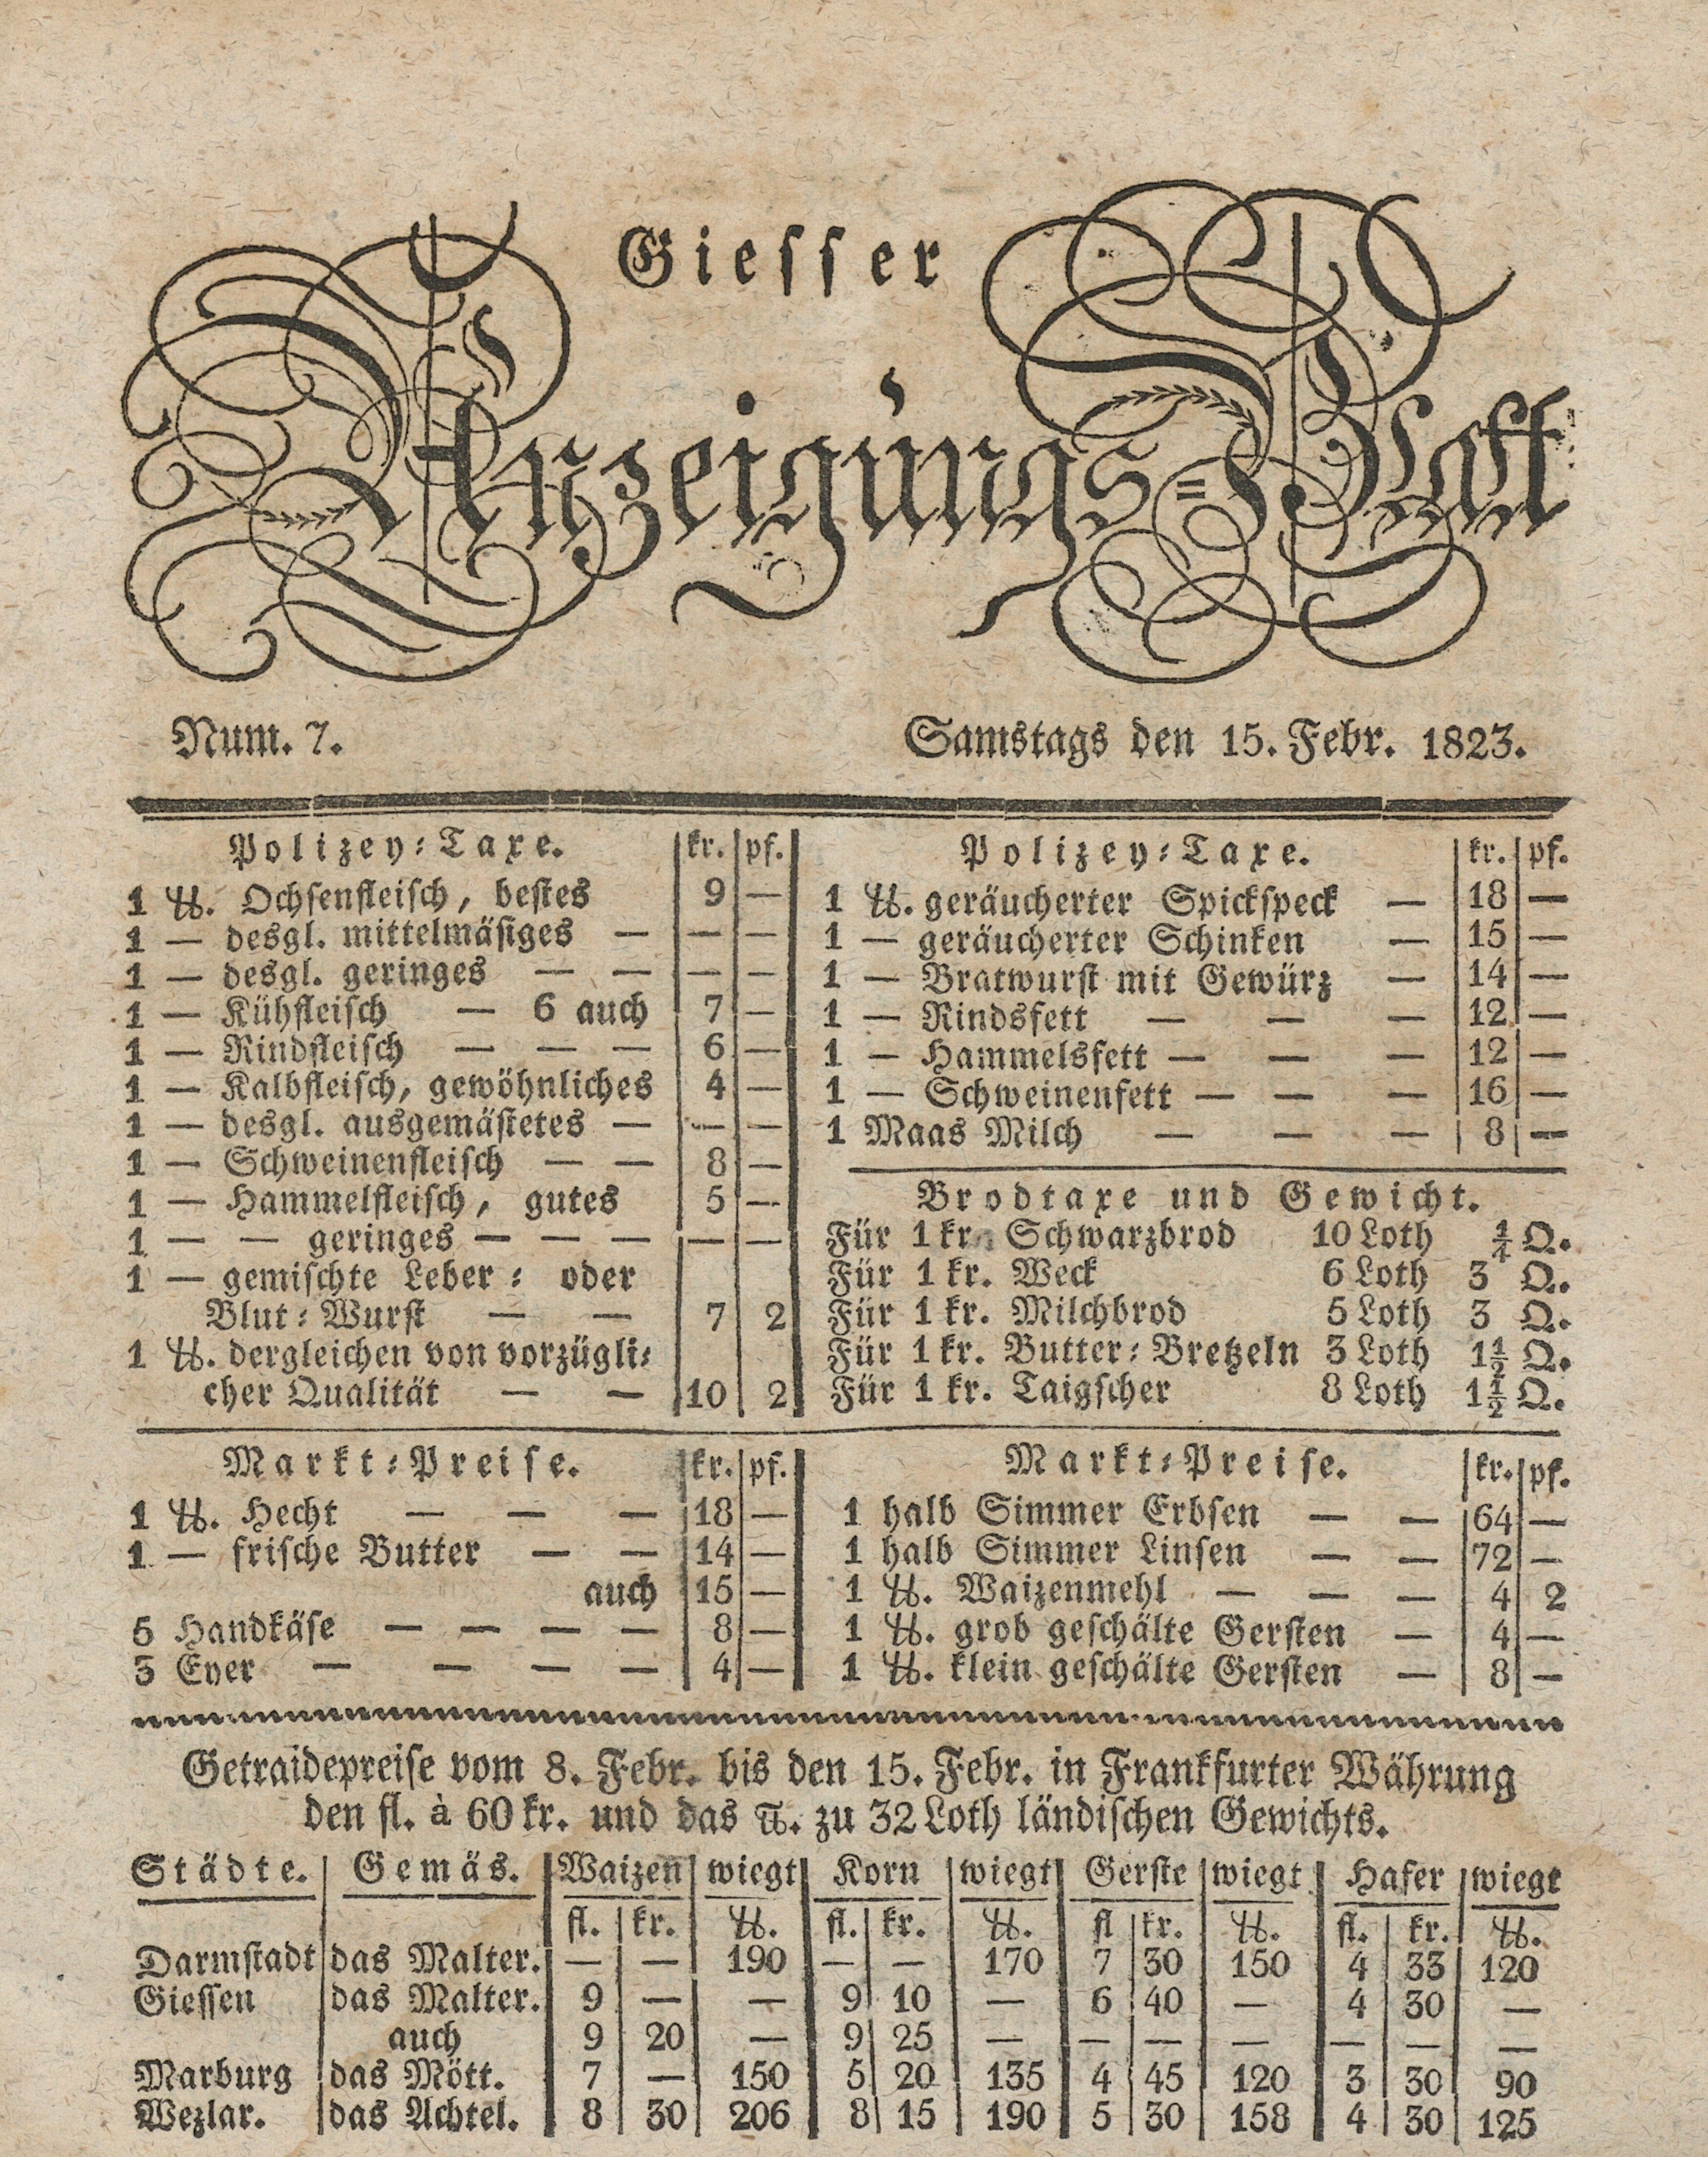 Giesser
Anzeigungs-Blatt
Num. 7.
Samstags den 15. Febr. 1823.
Polizey-Taxe. kr. pf.
1 ℔. Ochsenfleisch, bestes 9 —
1 — desgl. mittelmäsiges — — —
1 — desgl. geringes — — — —
1 — Kühfleisch — 6 auch 7 —
1 — Rindfleisch — — — 6 —
1 — Kalbfleisch, gewöhnliches 4 —
1 — desgl. ausgemästetes — — —
1 — Schweinenfleisch — — 8 —
1 — Hammelfleisch, gutes 5 —
1 — — geringes — — — — —
1 — gemischte Leber- oder
Blut-Wurst — — 7 2
1 ℔. dergleichen von vorzügli-
cher Qualität — — 10 2
Polizey-Taxe. kr. pf.
1 ℔. geräucherter Spickspeck — 18 —
1 — geräucherter Schinken — 15 —
1 — Bratwurst mit Gewürz — 14 —
1 — Rindsfett — — — 12 —
1 — Hammelsfett — — — 12 —
1 — Schweinenfett — — — 16 —
1 Maas Milch — — — 8 —
Brodtaxe und Gewicht.
Für 1 kr. Schwarzbrod 10 Loth ¼ Q.
Für 1 kr. Weck 6 Loth 3 Q.
Für 1 kr. Milchbrod 5 Loth 3 Q.
Für 1 kr. Butter-Bretzeln 3 Loth 1½ Q.
Für 1 kr. Taigscher 8 Loth 1½ Q.
Markt-Preise. kr. pf.
1 ℔. Hecht — — — 18 —
1 — frische Butter — — 14 —
auch 15 —
5 Handkäse — — — — 8 —
3 Eyer — — — — 4 —
Markt-Preise. kr. pf.
1 halb Simmer Erbsen — — 64 —
1 halb Simmer Linsen — — 72 —
1 ℔. Waizenmehl — — — 4 2
1 ℔. grob geschälte Gersten — 4 —
1 ℔. klein geschälte Gersten — 8 —
Getraidepreise vom 8. Febr. bis den 15. Febr. in Frankfurter Währung
den fl. à 60 kr. und das ℔. zu 32 Loth ländischen Gewichts.
Städte. Gemäs. Waizen wiegt Korn wiegt Gerste wiegt Hafer wiegt
fl. kr. ℔. fl. kr. ℔. fl kr. ℔. fl. kr. ℔.
Darmstadt das Malter. — — 190 — — 170 7 30 150 4 33 120
Giessen das Malter. 9 — — 9 10 — 6 40 — 4 30 —
auch 9 20 — 9 25 — — — — — — —
Marburg das Mött. 7 — 150 5 20 135 4 45 120 3 30 90
Wezlar. das Achtel. 8 30 206 8 15 190 5 30 158 4 30 125